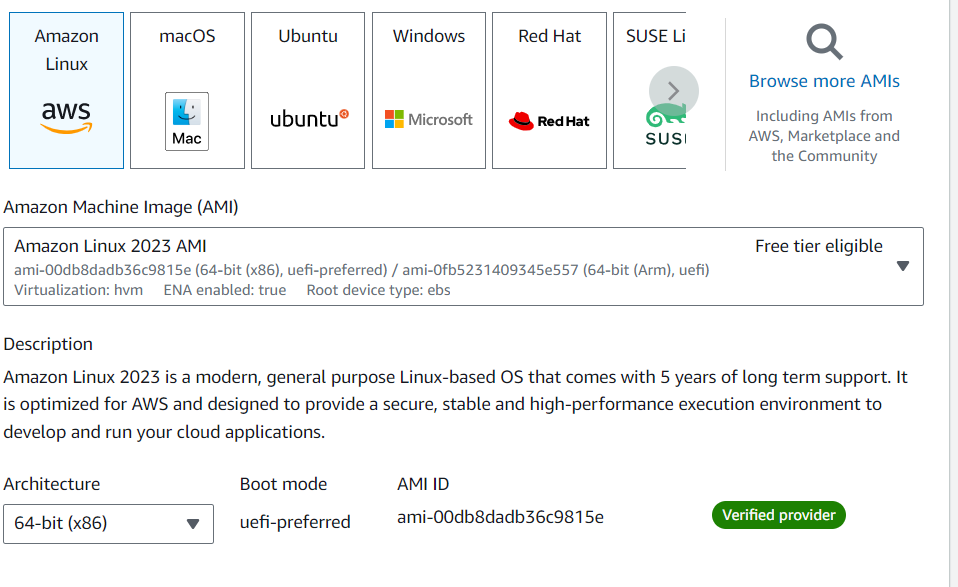 Amazon
Linux
aws
macOS
Mac
Ubuntu
ubuntu
Windows
Microsoft
Red Hat
Red Hat
SUSE Li
SUS
Browse more AMIs
Including AMIs from
AWS, Marketplace and
the Community
Amazon Machine Image (AMI)
Amazon Linux 2023 AMI
Free tier eligible
ami-00db8dadb36c9815e (64-bit (x86), uefi-preferred) / ami-0fb5231409345e557 (64-bit (Arm), uefi)
Virtualization: hvm ENA enabled: true Root device type: ebs
Description
Amazon Linux 2023 is a modern, general purpose Linux-based OS that comes with 5 years of long term support. It
is optimized for AWS and designed to provide a secure, stable and high-performance execution environment to
develop and run your cloud applications.
Architecture
64-bit (x86)
Boot mode
uefi-preferred
AMI ID
ami-00db8dadb36c9815e
Verified provider